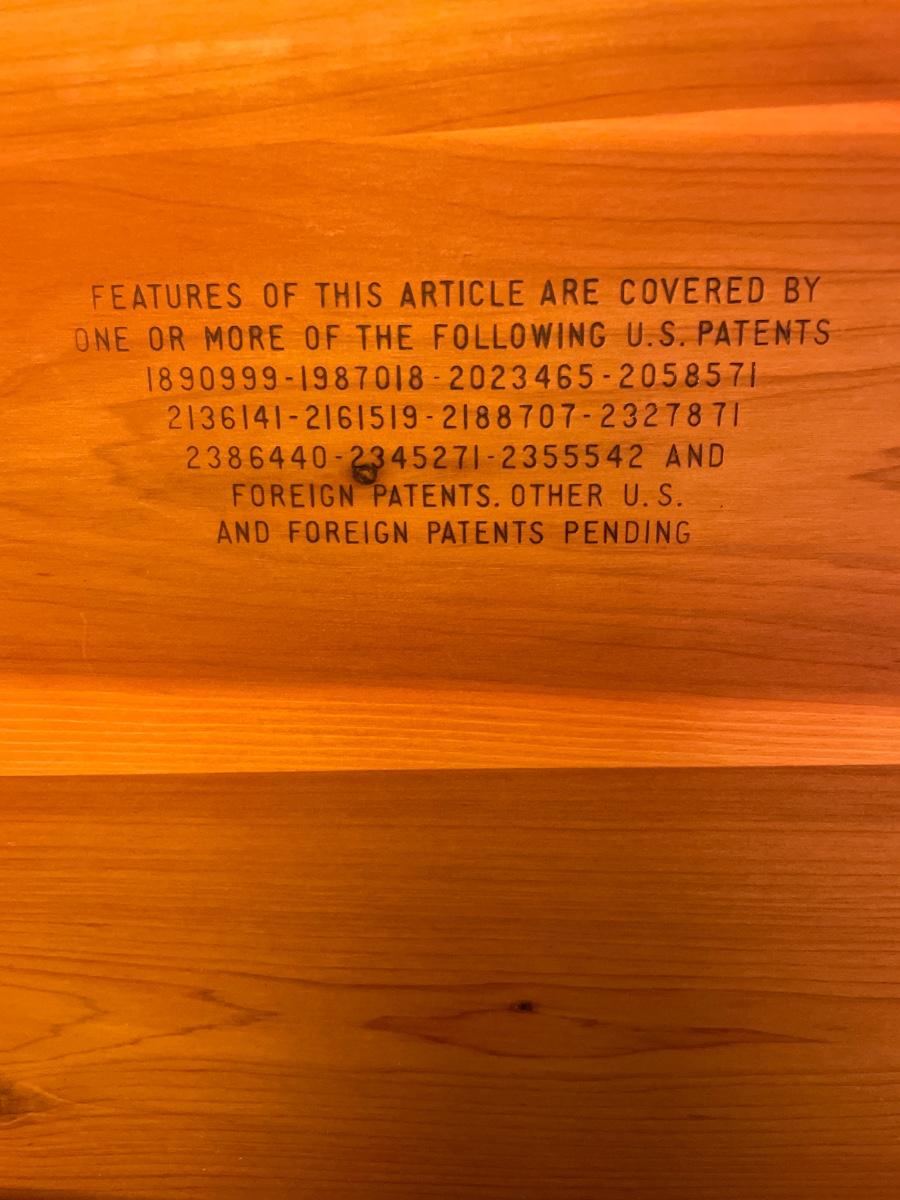 FEATURES OF THIS ARTICLE ARE COVERED BY
ONE OR MORE OF THE FOLLOWING U.S. PATENTS
1890999-1987018-2023465-2058571
2136141-2161519-2188707-2327871
2386440-2345271-2355542 AND
FOREIGN PATENTS. OTHER U.S.
AND FOREIGN PATENTS PENDING